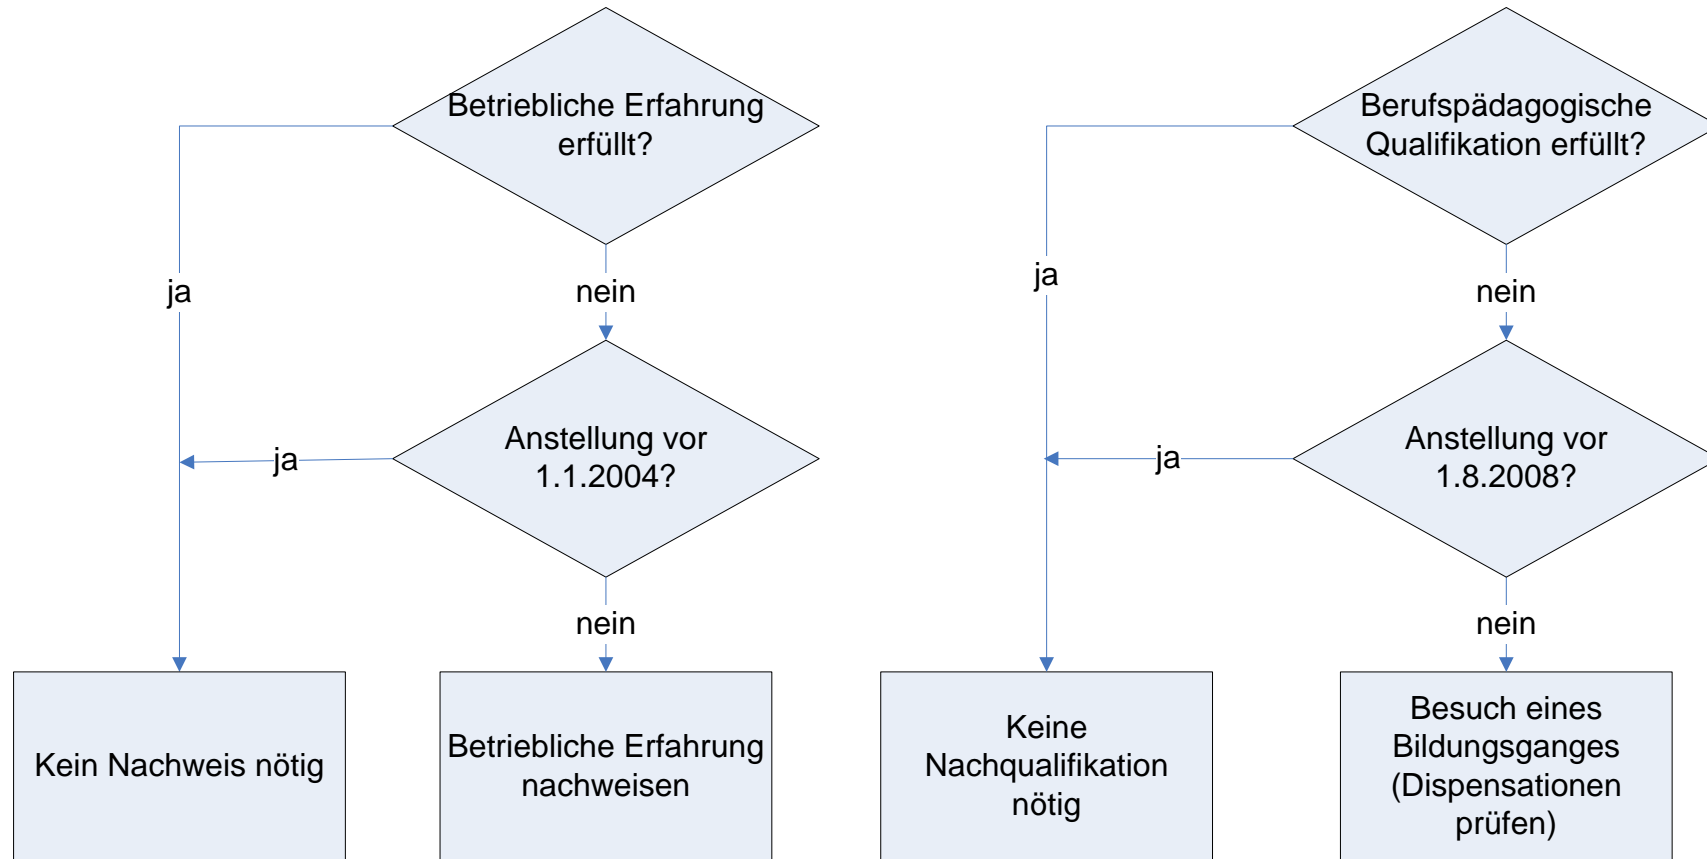 Betriebliche Erfahrung
erfüllt?
ja
nein
Anstellung vor
1.1.2004?
ja
nein
Kein Nachweis nötig
Betriebliche Erfahrung
nachweisen
Berufspädagogische
Qualifikation erfüllt?
ja
nein
Anstellung vor
1.8.2008?
ja
nein
Keine
Nachqualifikation
nötig
Besuch eines
Bildungsganges
(Dispensationen
prüfen)